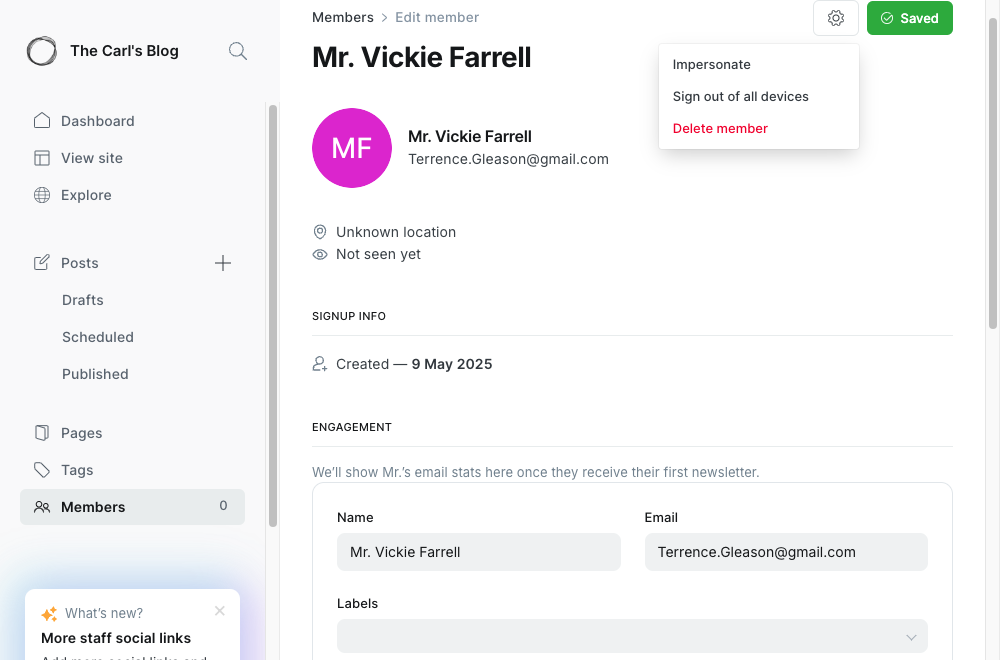 The Carl's Blog
Dashboard
View site
Explore
Posts
Drafts
Scheduled
Published
Pages
Tags
Members 0
What's new?
More staff social links
Members > Edit member
Saved
Mr. Vickie Farrell
Impersonate
Sign out of all devices
Delete member
MF
Mr. Vickie Farrell
Terrence.Gleason@gmail.com
Unknown location
Not seen yet
SIGNUP INFO
Created — 9 May 2025
ENGAGEMENT
We'll show Mr.'s email stats here once they receive their first newsletter.
Name
Mr. Vickie Farrell
Email
Terrence.Gleason@gmail.com
Labels